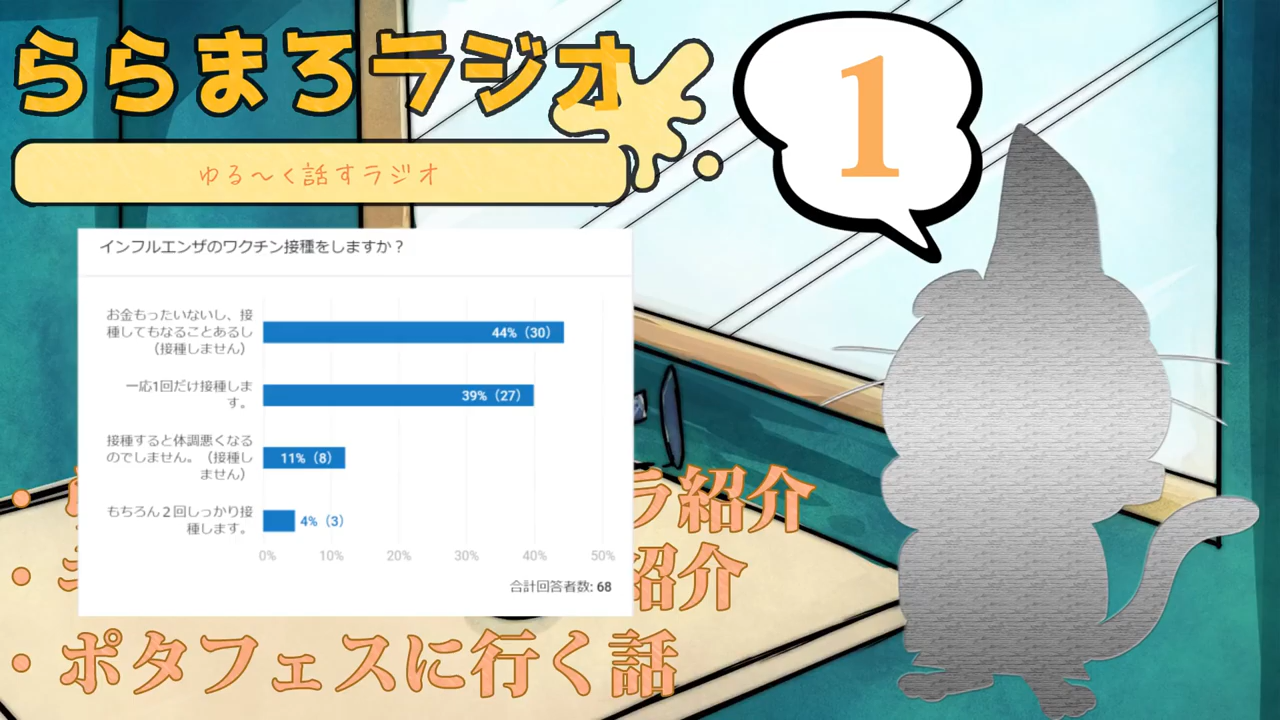 ららまろラジオ
1
ゆる〜く話すラジオ
インフルエンザのワクチン接種をしますか？
お金もったいないし、接
種してもなることあるし
（接種しません）
44%（30）
一応1回だけ接種しま
す。
39%（27）
接種すると体調悪くなる
のでしません。（接種し
ません）
11%（8）
もちろん２回しっかり接
種します。
4%（3）
0% 10% 20% 30% 40% 50%
合計回答者数: 68
ラ紹介
紹介
・ポタフェスに行く話